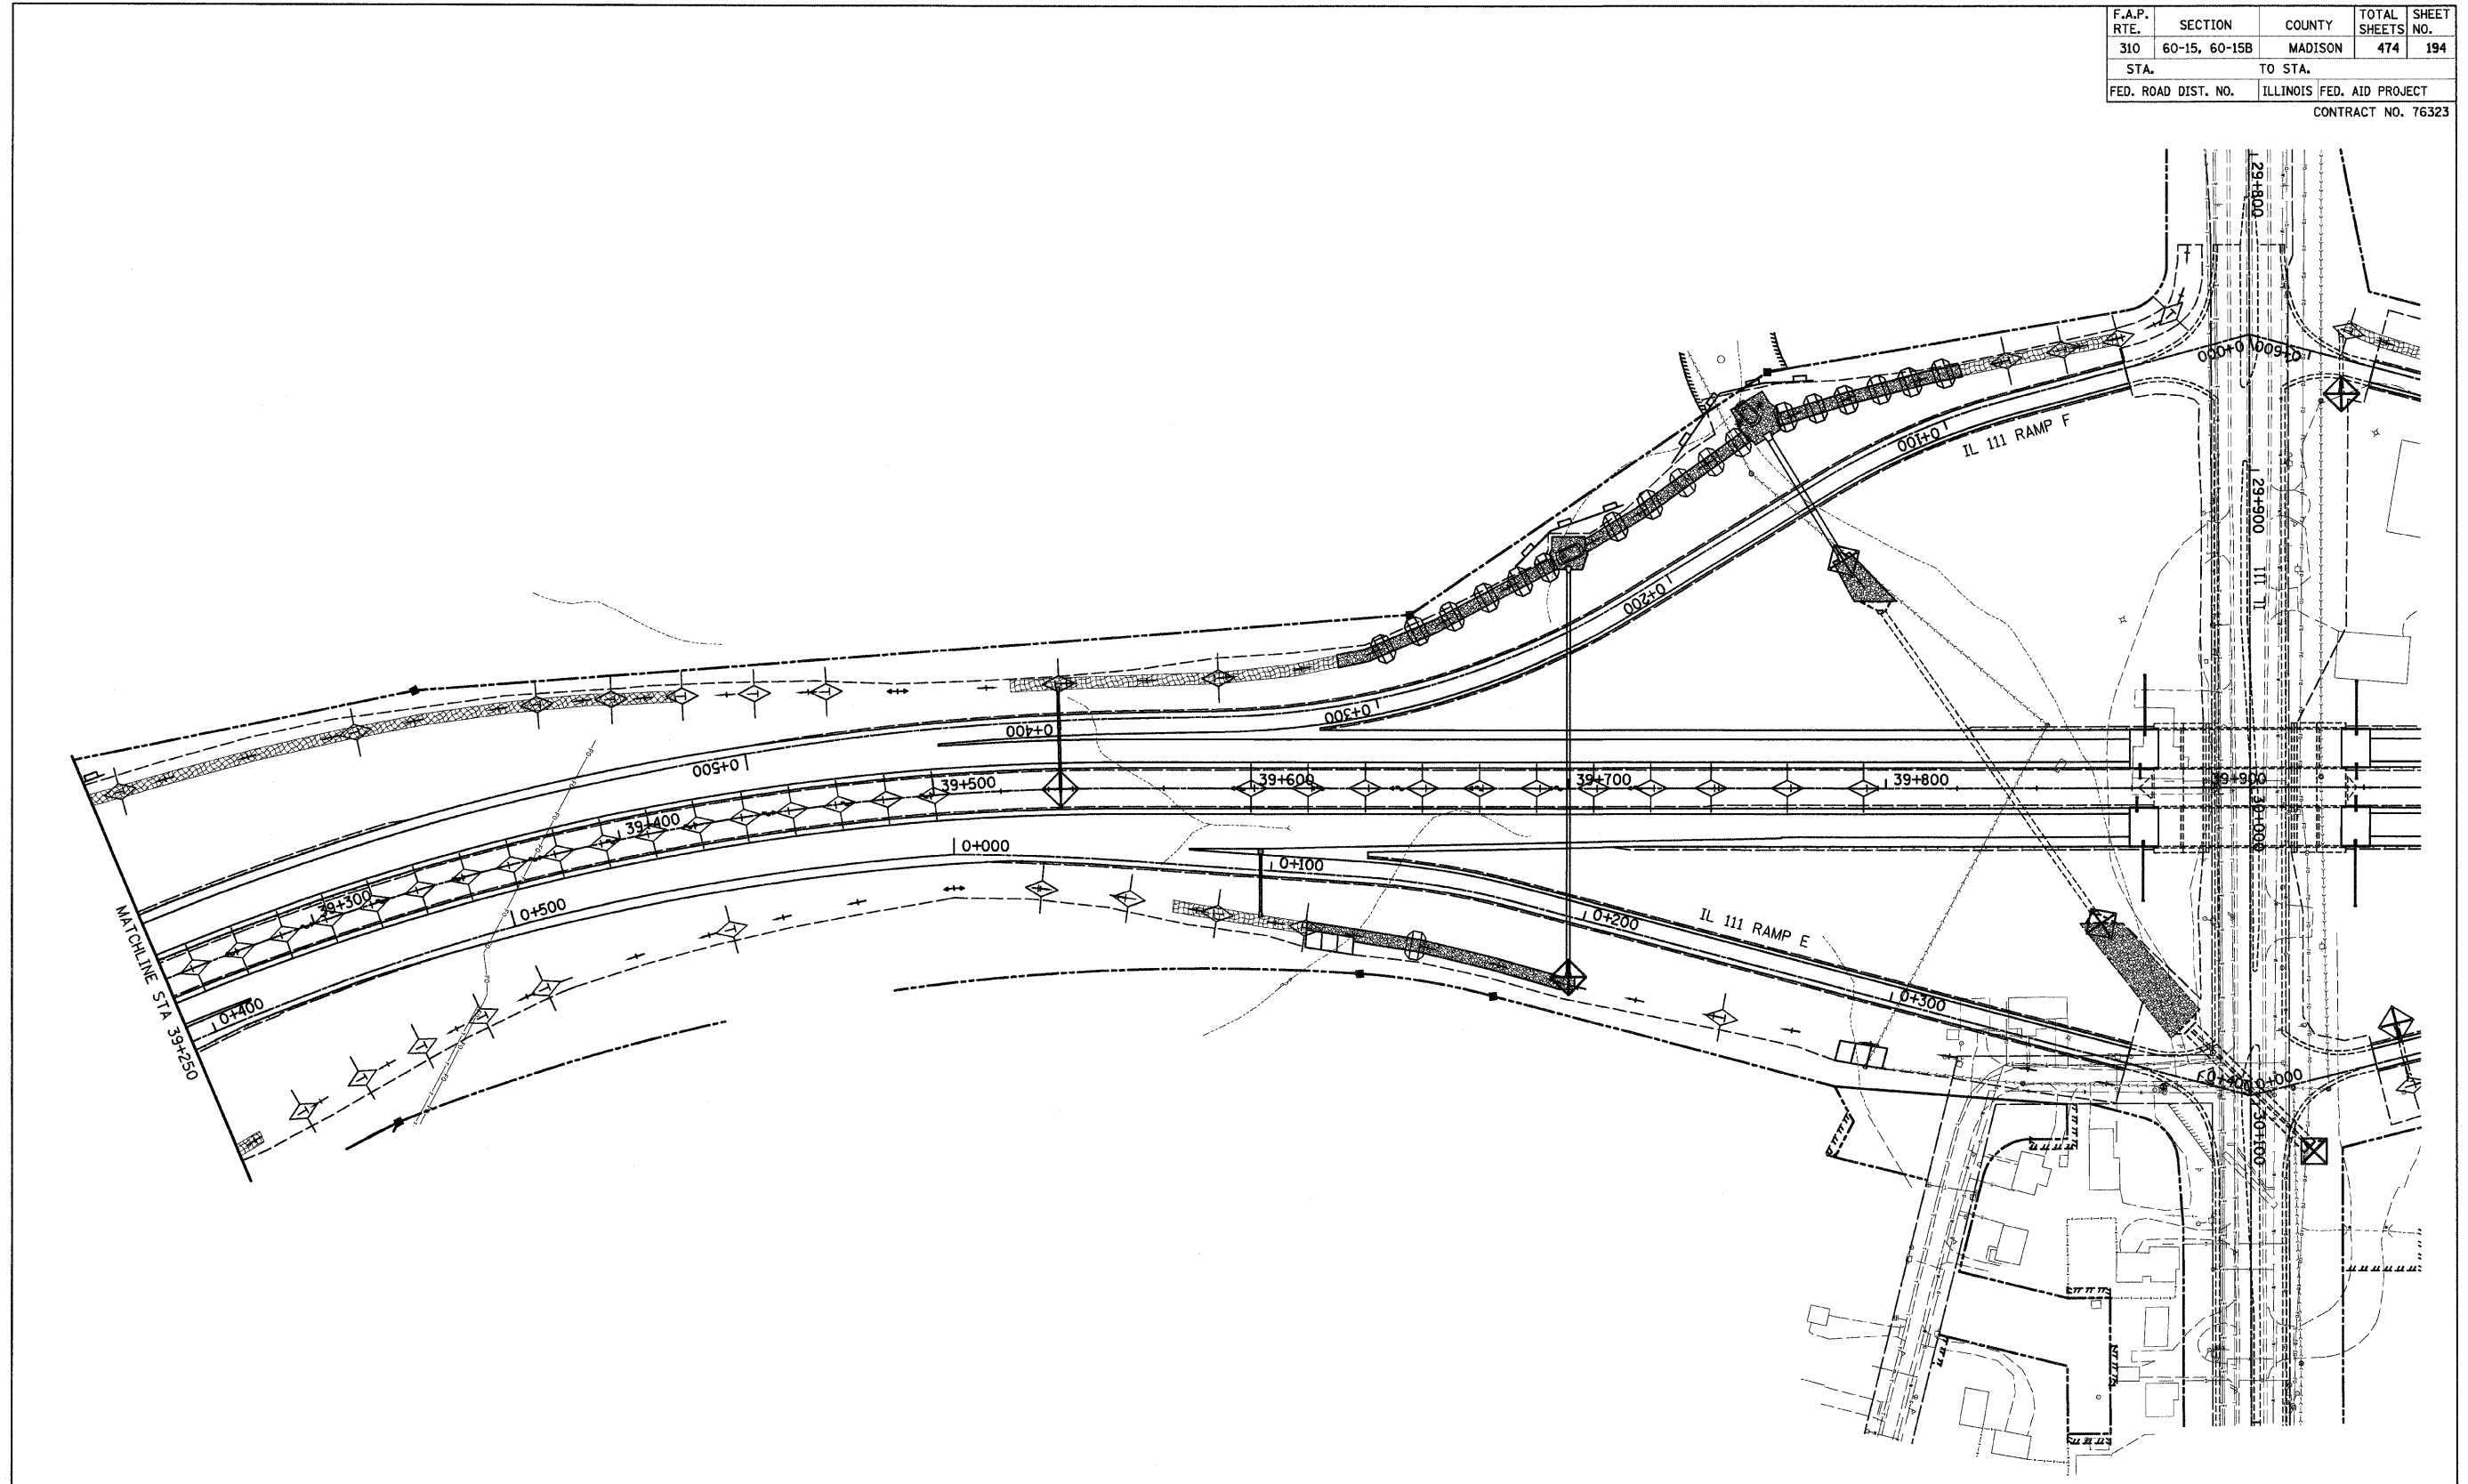 F.A.P. RTE. SECTION COUNTY TOTAL SHEETS SHEET NO.
310 60-15, 60-15B MADISON 474 194
STA. TO STA.
FED. ROAD DIST. NO. ILLINOIS FED. AID PROJECT
CONTRACT NO. 76323
29+800
0+000
0+600
0+100
IL 111 RAMP F
29+900
IL 111
0+200
0+300
0+400
0+500
39+500
39+600
39+700
39+800
39+900
30+000
39+400
0+000
0+100
39+300
0+500
0+200
IL 111 RAMP E
MATCHLINE STA 39+250
0+400
0+300
0+400
0+000
30+100